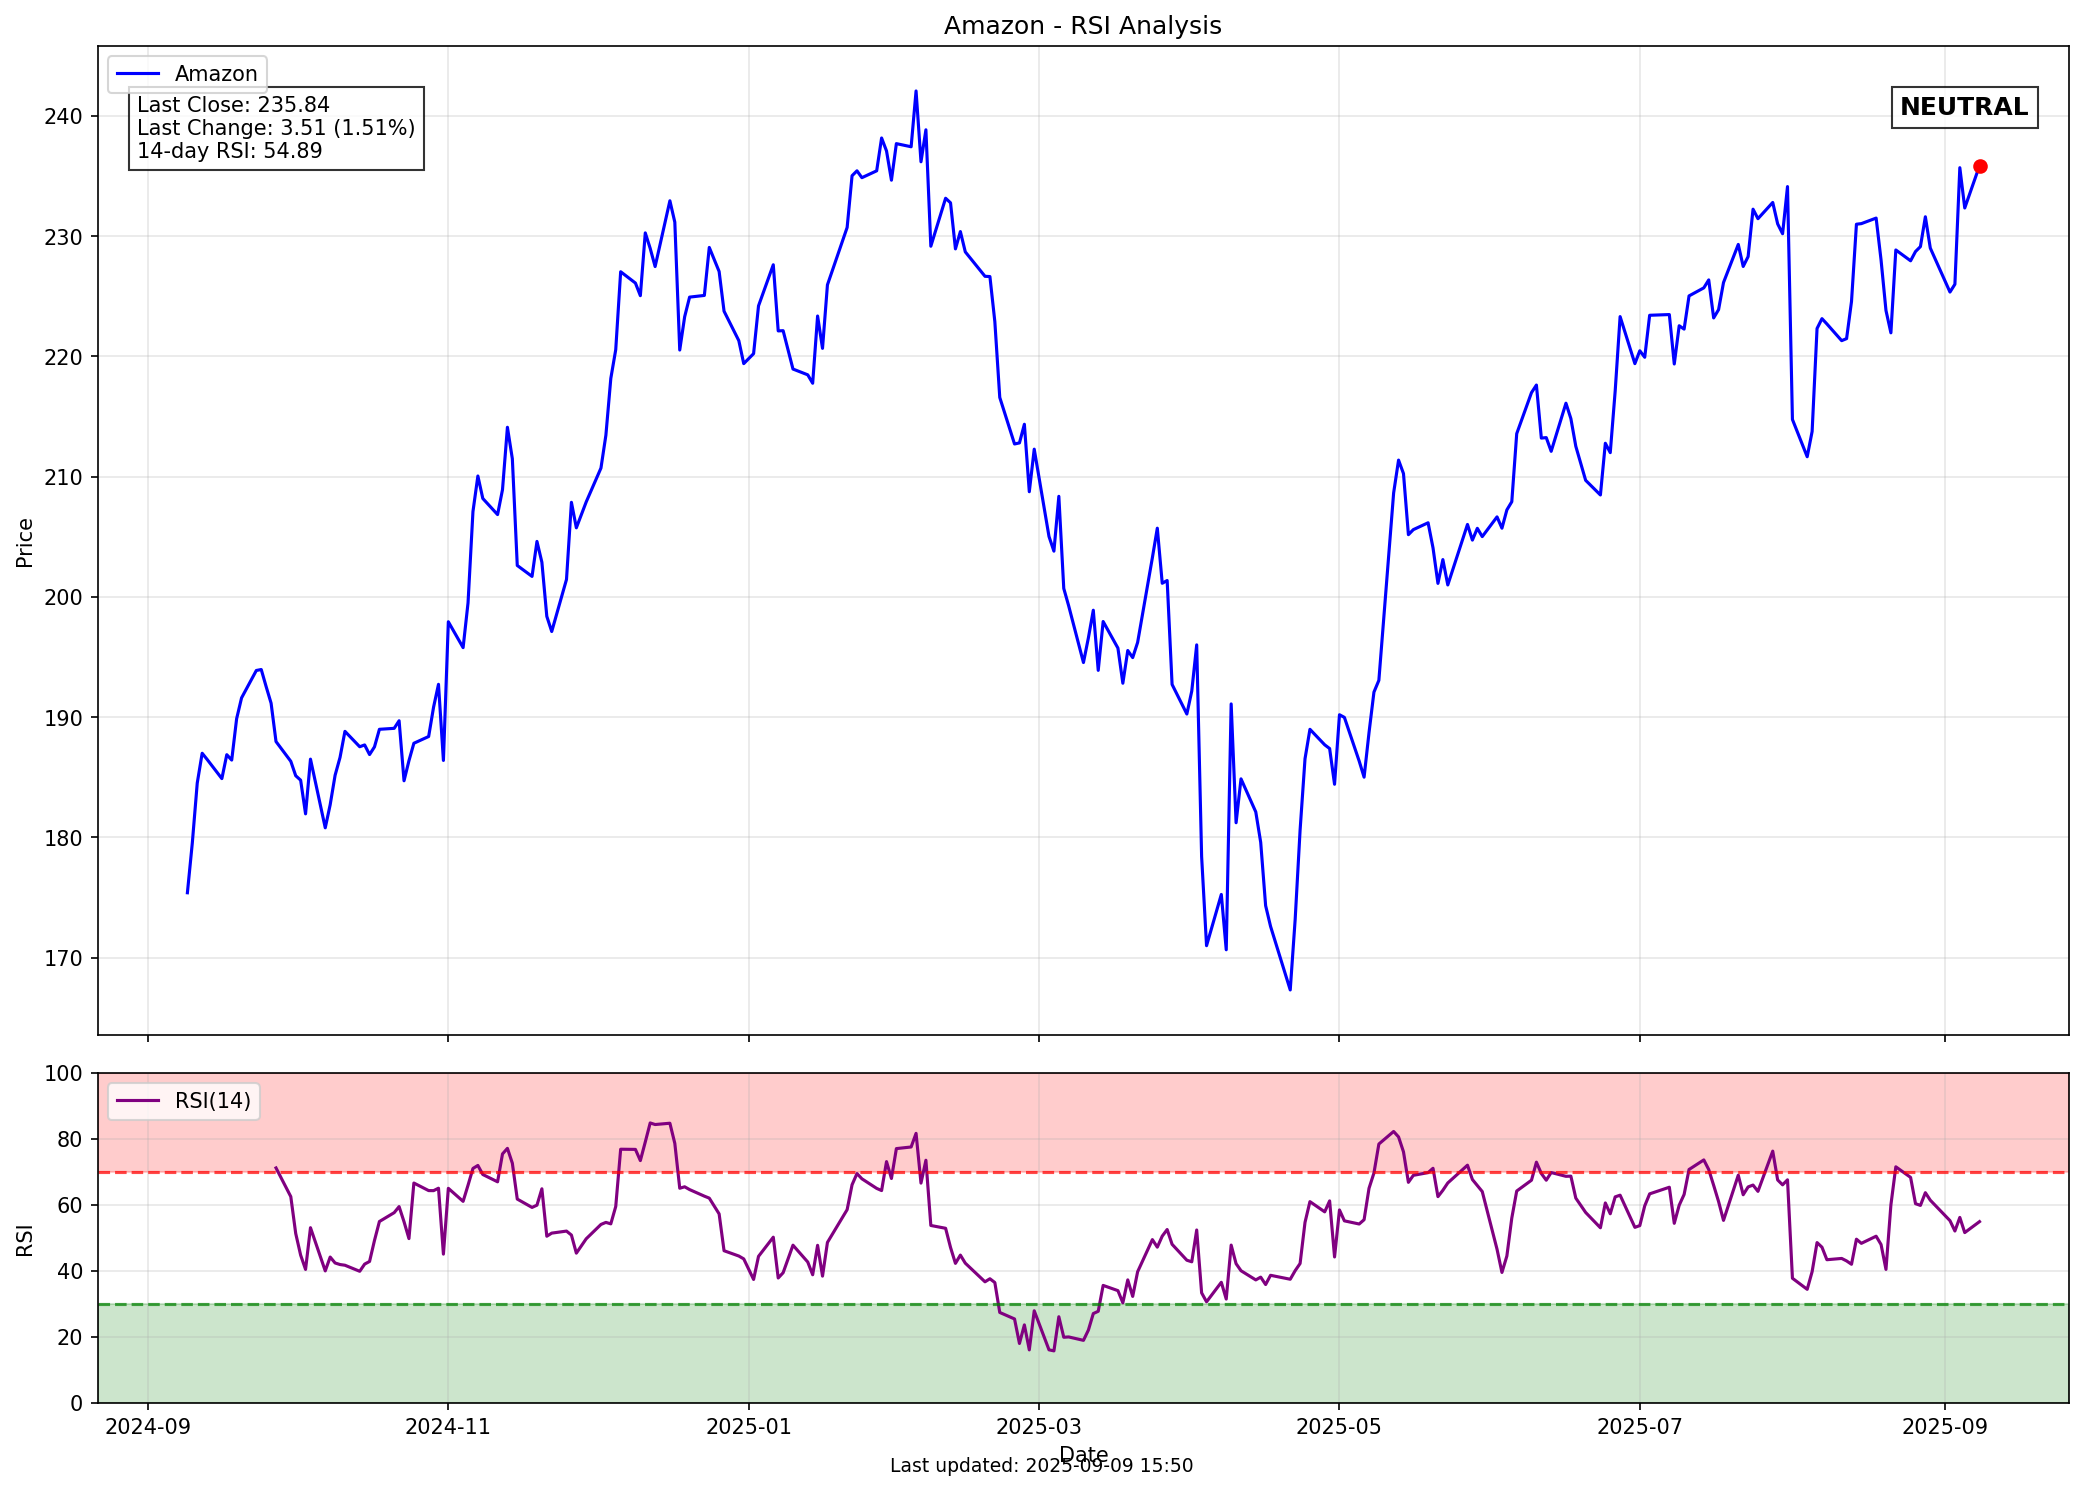 Amazon - RSI Analysis
Amazon
Last Close: 235.84
Last Change: 3.51 (1.51%)
14-day RSI: 54.89
NEUTRAL
Price
240
230
220
210
200
190
180
170
RSI(14)
RSI
100
80
60
40
20
0
2024-09
2024-11
2025-01
2025-03
2025-05
2025-07
2025-09
Date
Last updated: 2025-09-09 15:50